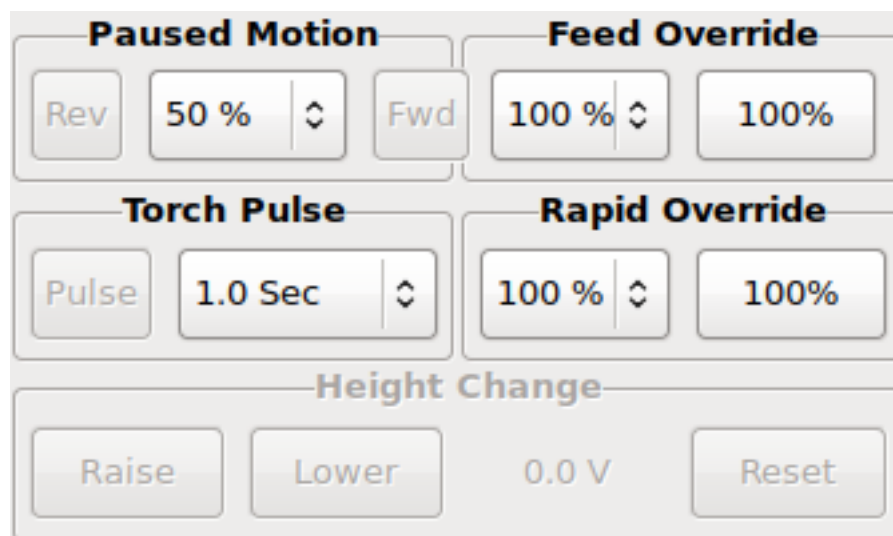 Paused Motion Feed Override
Rev 50 % Fwd 100 % 100%
Torch Pulse Rapid Override
Pulse 1.0 Sec 100 % 100%
Height Change
Raise Lower 0.0 V Reset